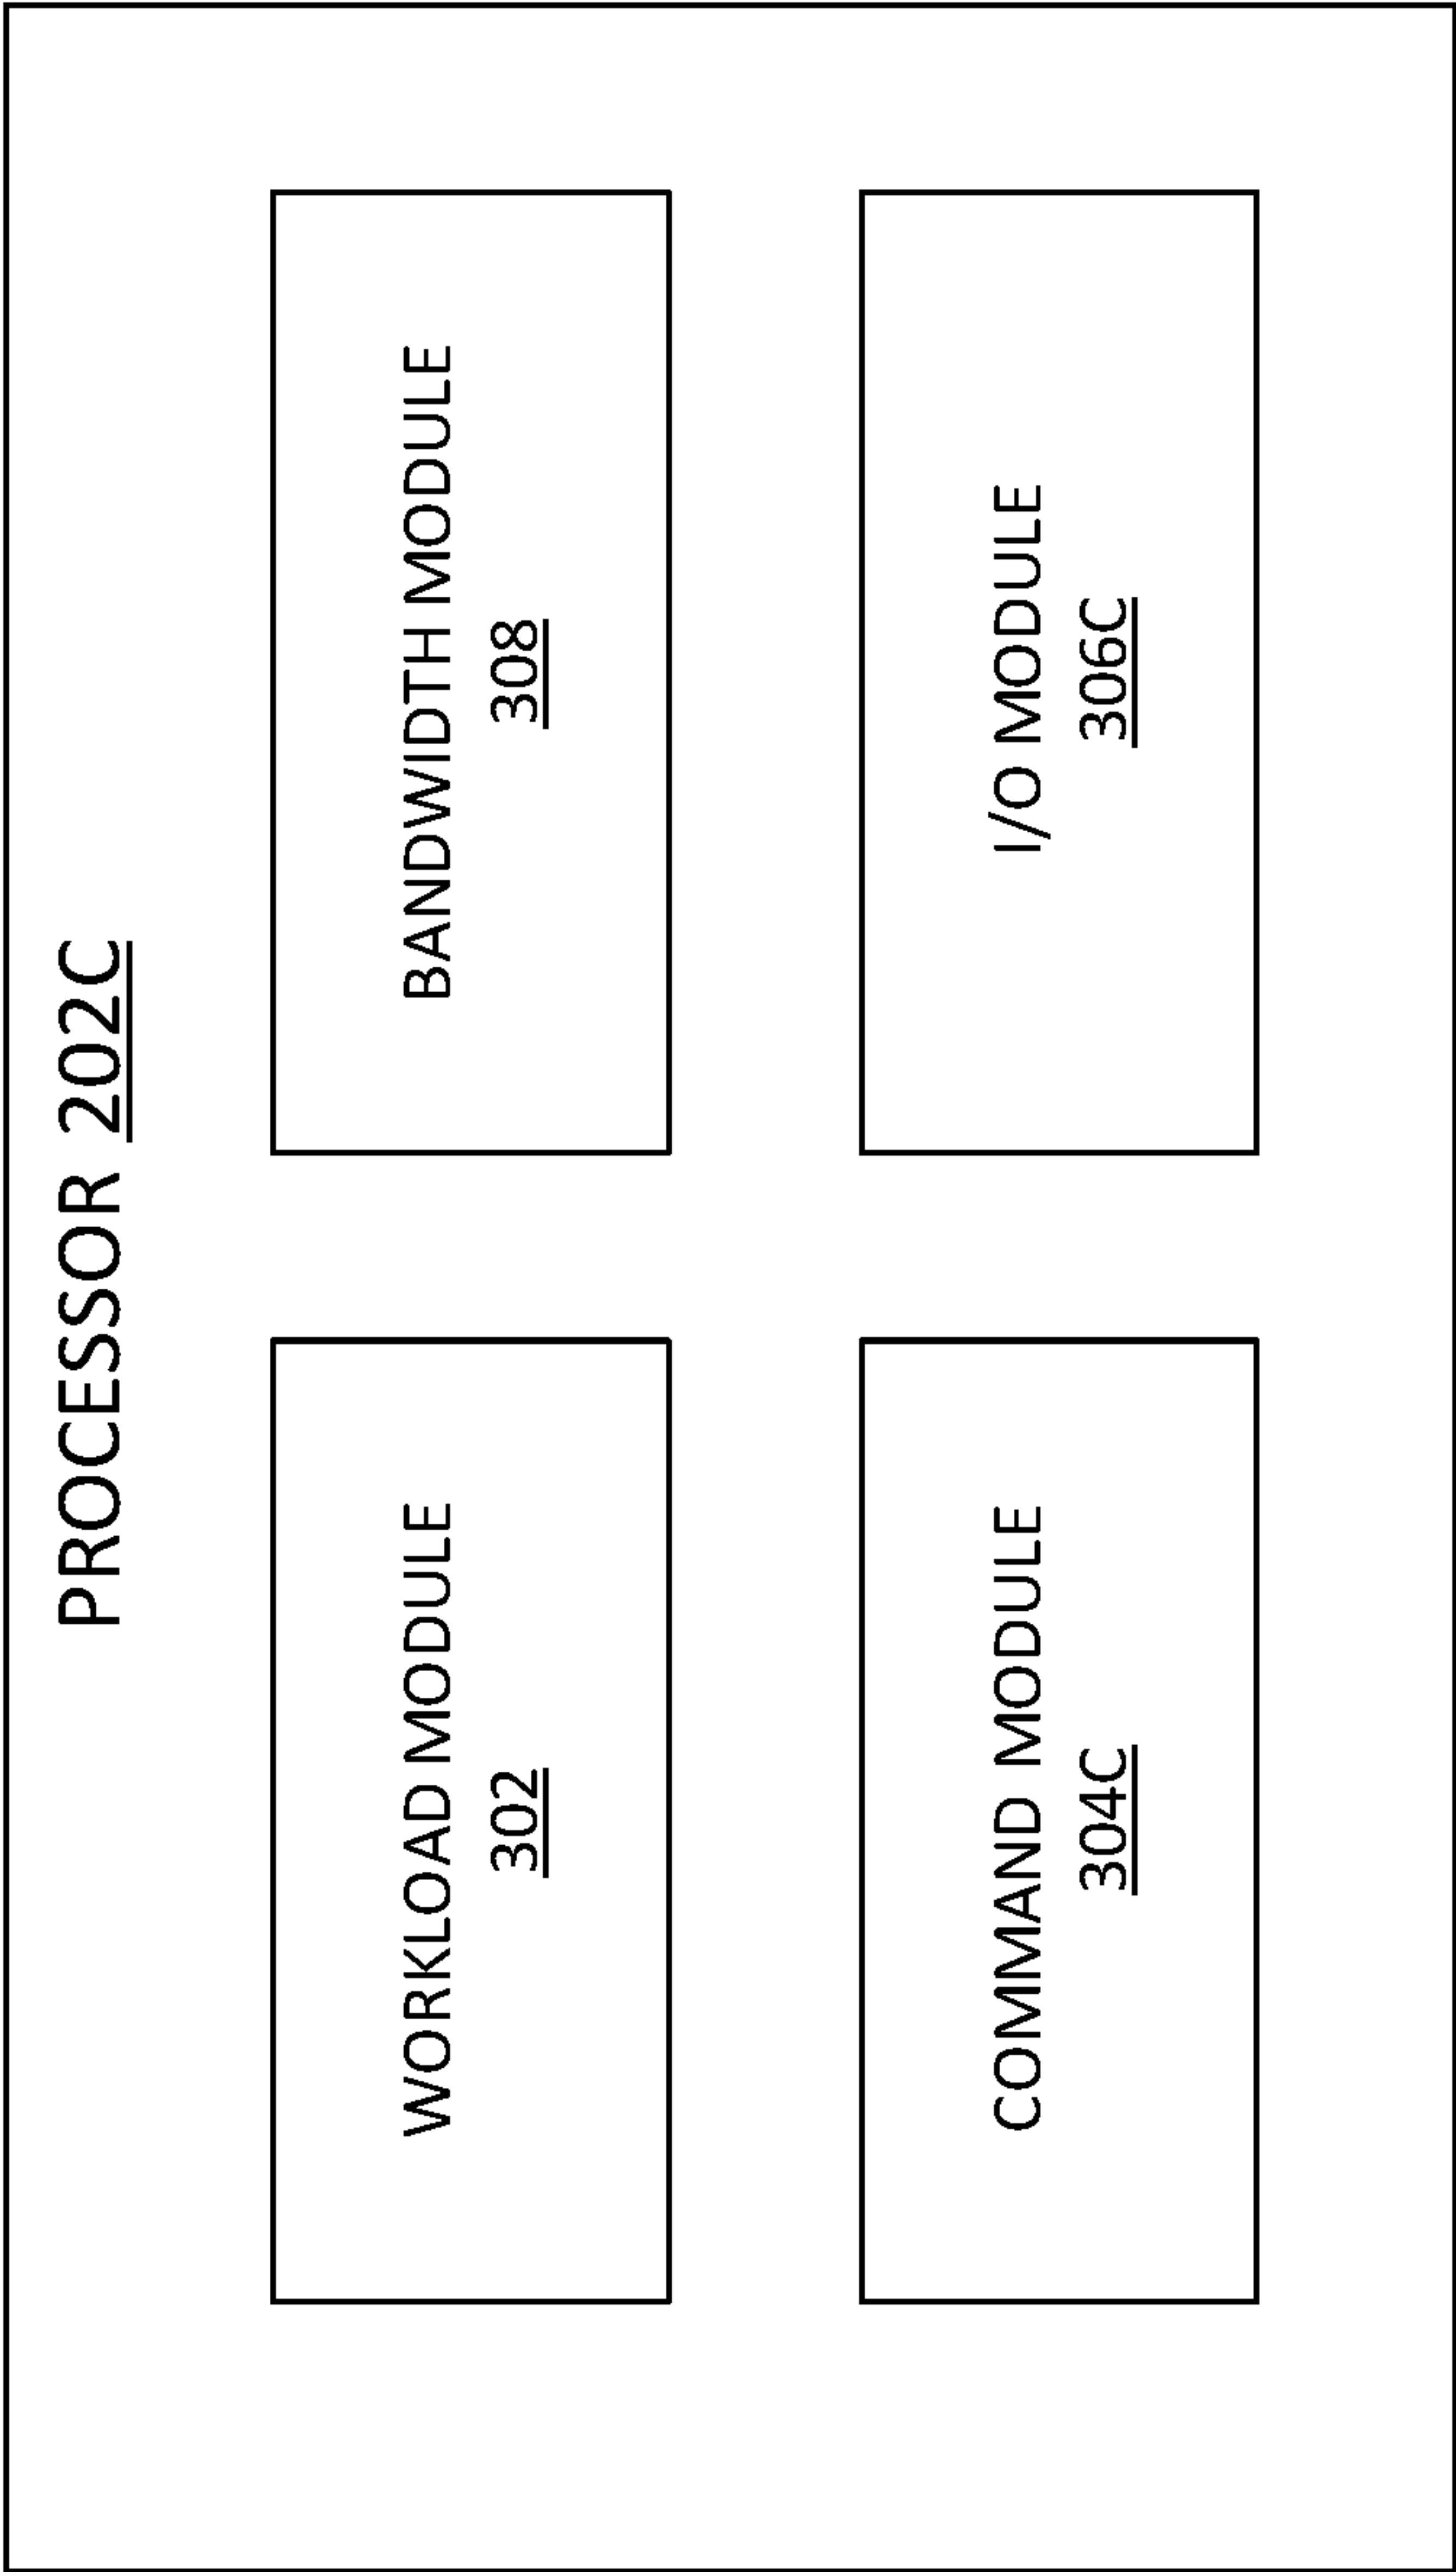 PROCESSOR 202C
WORKLOAD MODULE
302
BANDWIDTH MODULE
308
COMMAND MODULE
304C
I/O MODULE
306C